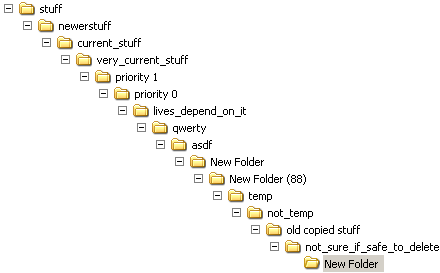 stuff
newerstuff
current_stuff
very_current_stuff
priority 1
priority 0
lives_depend_on_it
qwerty
asdf
New Folder
New Folder (88)
temp
not_temp
old copied stuff
not_sure_if_safe_to_delete
New Folder